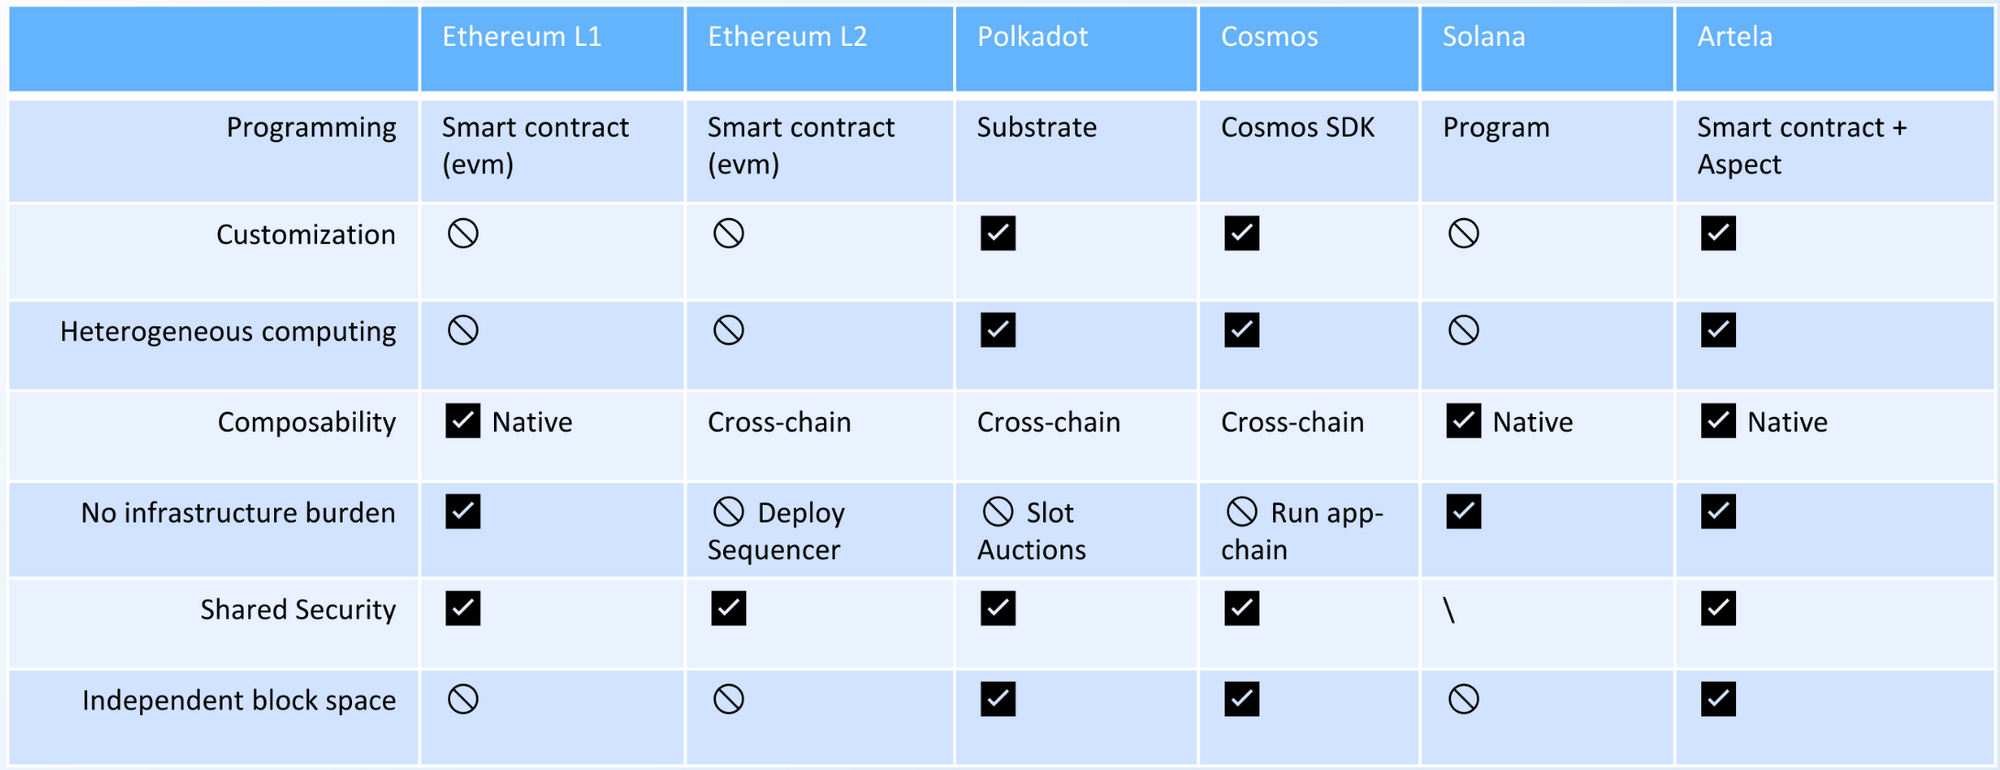 Ethereum L1 Ethereum L2 Polkadot Cosmos Solana Artela
Programming Smart contract Smart contract Substrate Cosmos SDK Program Smart contract +
(evm) (evm) Aspect
Customization 🚫 🚫 ✅ ✅ 🚫 ✅
Heterogeneous computing 🚫 🚫 ✅ ✅ 🚫 ✅
Composability ✅ Native Cross-chain Cross-chain Cross-chain ✅ Native ✅ Native
No infrastructure burden ✅ 🚫 Deploy 🚫 Slot 🚫 Run app- ✅ ✅
Sequencer Auctions chain
Shared Security ✅ ✅ ✅ ✅ \ ✅
Independent block space 🚫 🚫 ✅ ✅ 🚫 ✅